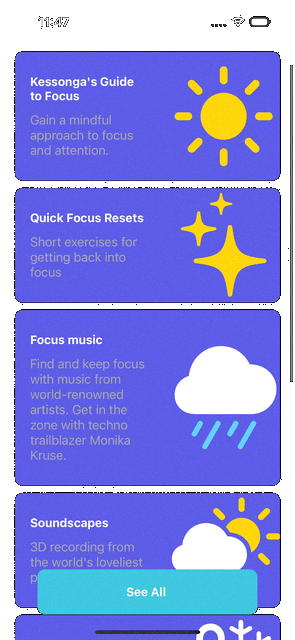 11:47
Kessonga's Guide
to Focus
Gain a mindful
approach to focus
and attention.
Quick Focus Resets
Short exercises for
getting back into
focus
Focus music
Find and keep focus
with music from
world-renowned
artists. Get in the
zone with techno
trailblazer Monika
Kruse.
Soundscapes
3D recording from
the world's loveliest
See All